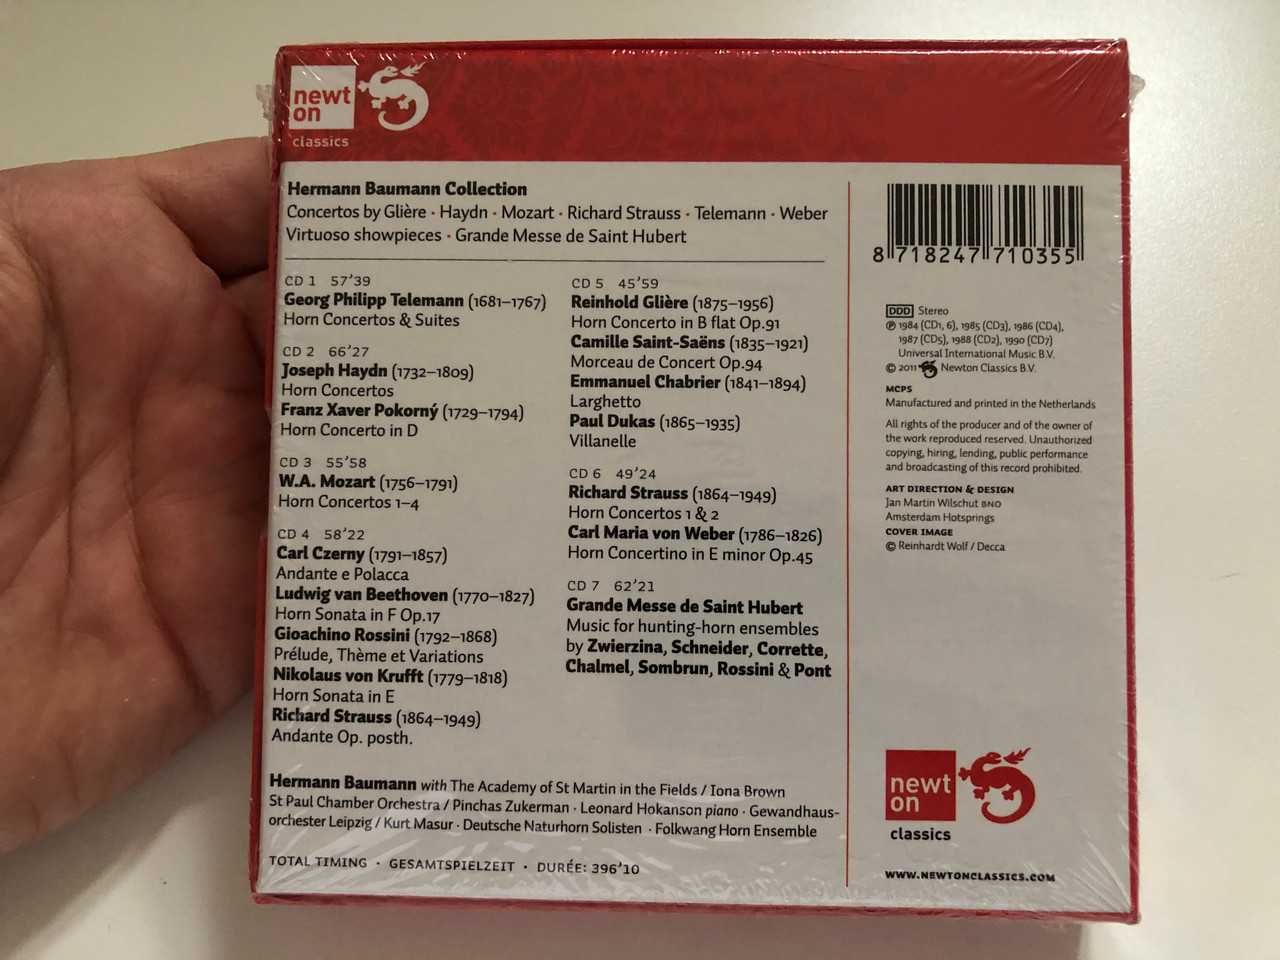 newt
on
classics
Hermann Baumann Collection
Concertos by Glière · Haydn · Mozart · Richard Strauss · Telemann · Weber
Virtuoso showpieces · Grande Messe de Saint Hubert
CD 1 57’39
Georg Philipp Telemann (1681–1767)
Horn Concertos & Suites
CD 2 66’27
Joseph Haydn (1732–1809)
Horn Concertos
Franz Xaver Pokorný (1729–1794)
Horn Concerto in D
CD 3 55’58
W.A. Mozart (1756–1791)
Horn Concertos 1–4
CD 4 58’22
Carl Czerny (1791–1857)
Andante e Polacca
Ludwig van Beethoven (1770–1827)
Horn Sonata in F Op.17
Gioachino Rossini (1792–1868)
Prélude, Thème et Variations
Nikolaus von Krufft (1779–1818)
Horn Sonata in E
Richard Strauss (1864–1949)
Andante Op. posth.
CD 5 45’59
Reinhold Glière (1875–1956)
Horn Concerto in B flat Op.91
Camille Saint-Saëns (1835–1921)
Morceau de Concert Op.94
Emmanuel Chabrier (1841–1894)
Larghetto
Paul Dukas (1865–1935)
Villanelle
CD 6 49’24
Richard Strauss (1864–1949)
Horn Concertos 1 & 2
Carl Maria von Weber (1786–1826)
Horn Concertino in E minor Op.45
CD 7 62’21
Grande Messe de Saint Hubert
Music for hunting-horn ensembles
by Zwierzina, Schneider, Corrette,
Chalmel, Sombrun, Rossini & Pont
Hermann Baumann with The Academy of St Martin in the Fields / Iona Brown
St Paul Chamber Orchestra / Pinchas Zukerman · Leonard Hokanson piano · Gewandhaus-
orchester Leipzig / Kurt Masur · Deutsche Naturhorn Solisten · Folkwang Horn Ensemble
TOTAL TIMING · GESAMTSPIELZEIT · DURÉE: 396’10
8 718247 710355
DDD Stereo
℗ 1984 (CD1, 6), 1985 (CD3), 1986 (CD4),
1987 (CD5), 1988 (CD2), 1990 (CD7)
Universal International Music B.V.
© 2011 Newton Classics B.V.
MCPS
Manufactured and printed in the Netherlands
All rights of the producer and of the owner of
the work reproduced reserved. Unauthorized
copying, hiring, lending, public performance
and broadcasting of this record prohibited.
ART DIRECTION & DESIGN
Jan Martin Wilschut BNO
Amsterdam Hotsprings
COVER IMAGE
© Reinhardt Wolf / Decca
newt
on
classics
WWW.NEWTONCLASSICS.COM